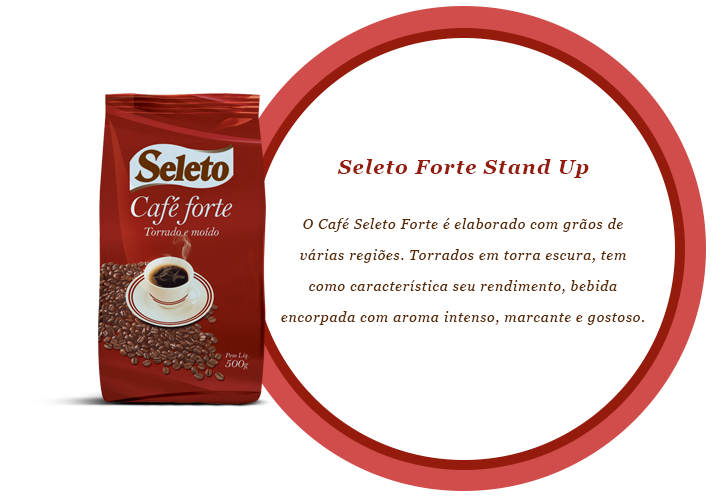 Seleto
Café forte
Torrado e moído
Peso Líq.
500g
Seleto Forte Stand Up
O Café Seleto Forte é elaborado com grãos de
várias regiões. Torrados em torra escura, tem
como característica seu rendimento, bebida
encorpada com aroma intenso, marcante e gostoso.